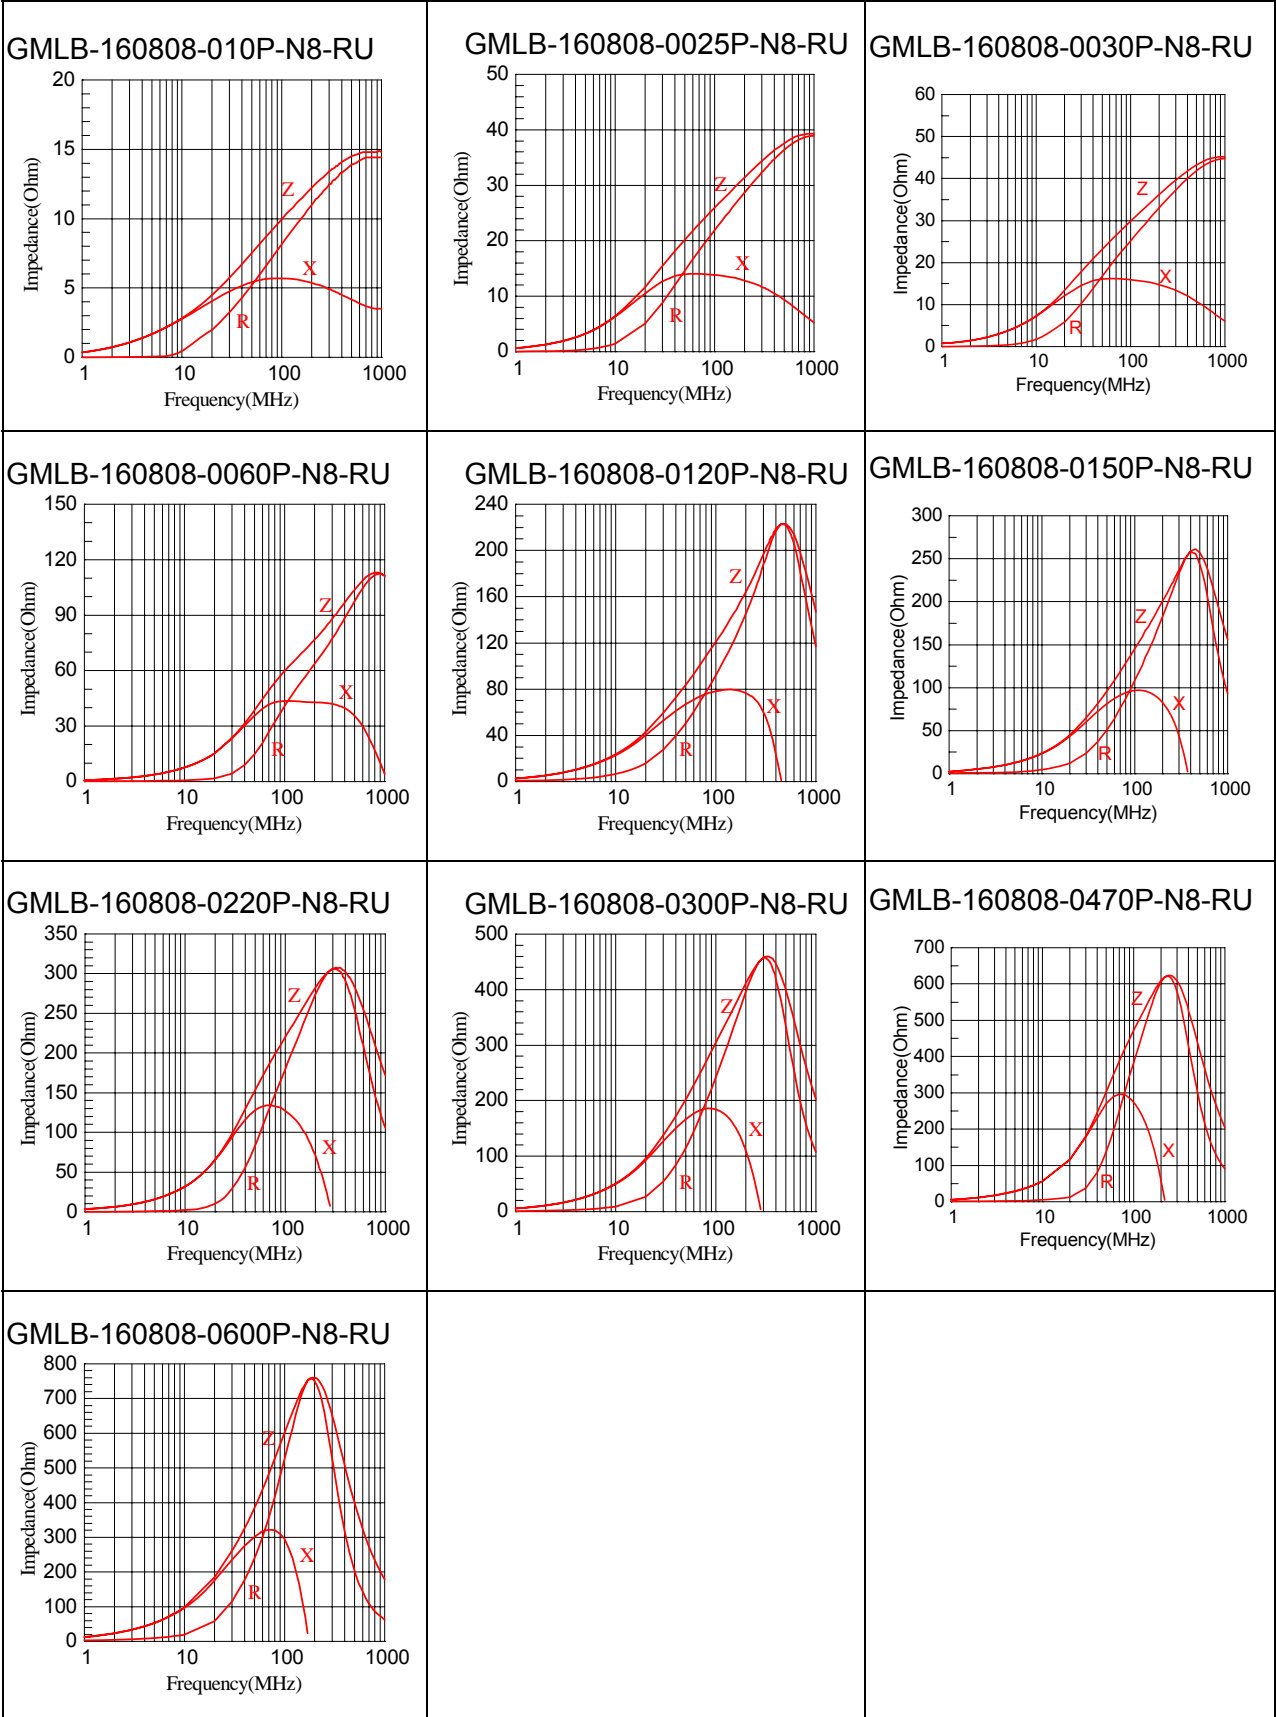 GMLB-160808-010P-N8-RU
20
15
10
5
0
Impedance(Ohm)
Z
X
R
1 10 100 1000
Frequency(MHz)
GMLB-160808-0025P-N8-RU
50
40
30
20
10
0
Impedance(Ohm)
Z
X
R
1 10 100 1000
Frequency(MHz)
GMLB-160808-0030P-N8-RU
60
50
40
30
20
10
0
Impedance(Ohm)
Z
X
R
1 10 100 1000
Frequency(MHz)
GMLB-160808-0060P-N8-RU
150
120
90
60
30
0
Impedance(Ohm)
Z
X
R
1 10 100 1000
Frequency(MHz)
GMLB-160808-0120P-N8-RU
240
200
160
120
80
40
0
Impedance(Ohm)
Z
X
R
1 10 100 1000
Frequency(MHz)
GMLB-160808-0150P-N8-RU
300
250
200
150
100
50
0
Impedance(Ohm)
Z
X
R
1 10 100 1000
Frequency(MHz)
GMLB-160808-0220P-N8-RU
350
300
250
200
150
100
50
0
Impedance(Ohm)
Z
X
R
1 10 100 1000
Frequency(MHz)
GMLB-160808-0300P-N8-RU
500
400
300
200
100
0
Impedance(Ohm)
Z
X
R
1 10 100 1000
Frequency(MHz)
GMLB-160808-0470P-N8-RU
700
600
500
400
300
200
100
0
Impedance(Ohm)
Z
X
R
1 10 100 1000
Frequency(MHz)
GMLB-160808-0600P-N8-RU
800
700
600
500
400
300
200
100
0
Impedance(Ohm)
Z
X
R
1 10 100 1000
Frequency(MHz)